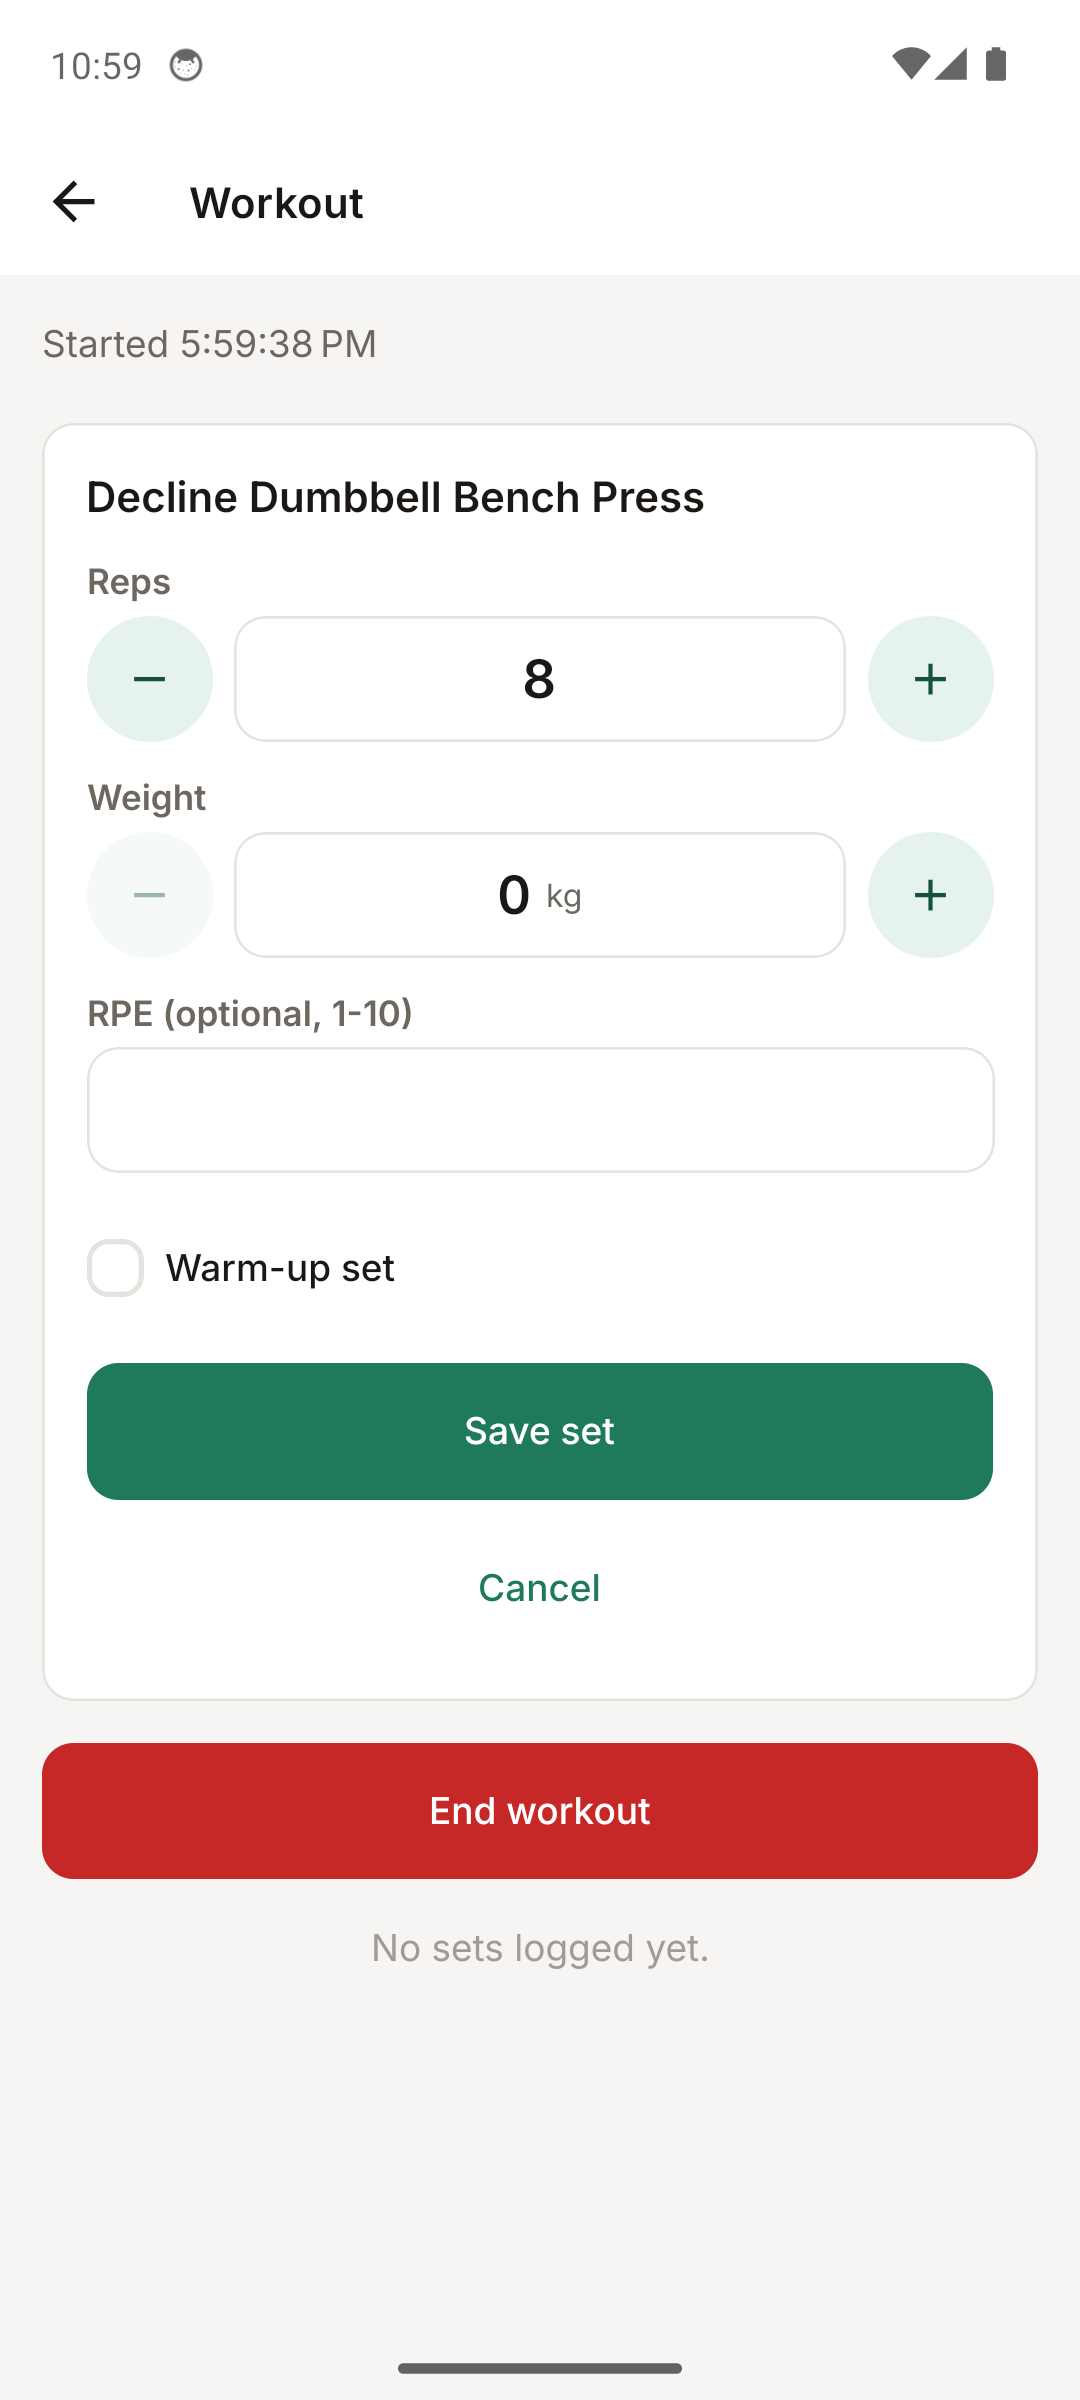 10:59
Workout
Started 5:59:38 PM
Decline Dumbbell Bench Press
Reps
− 8 +
Weight
− 0 kg +
RPE (optional, 1-10)
Warm-up set
Save set
Cancel
End workout
No sets logged yet.